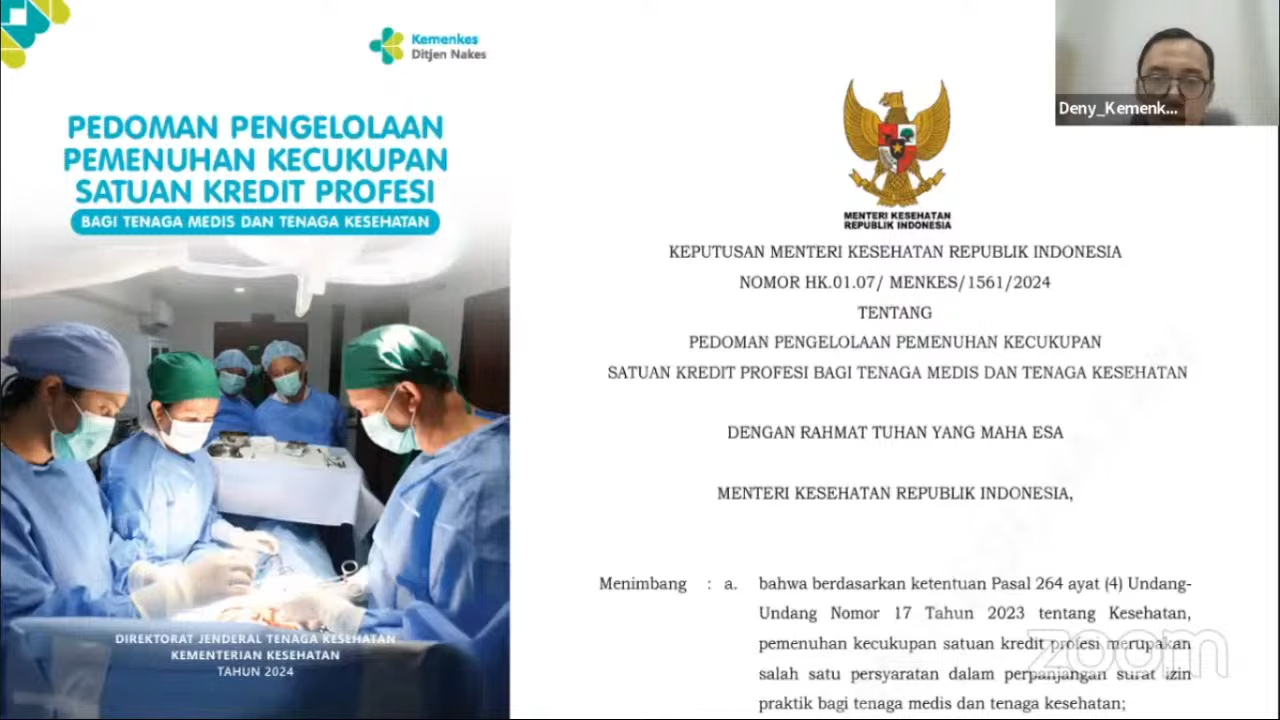 Kemenkes
Ditjen Nakes
PEDOMAN PENGELOLAAN
PEMENUHAN KECUKUPAN
SATUAN KREDIT PROFESI
BAGI TENAGA MEDIS DAN TENAGA KESEHATAN
DIREKTORAT JENDERAL TENAGA KESEHATAN
KEMENTERIAN KESEHATAN
TAHUN 2024
MENTERI KESEHATAN
REPUBLIK INDONESIA
KEPUTUSAN MENTERI KESEHATAN REPUBLIK INDONESIA
NOMOR HK.01.07/ MENKES/1561/2024
TENTANG
PEDOMAN PENGELOLAAN PEMENUHAN KECUKUPAN
SATUAN KREDIT PROFESI BAGI TENAGA MEDIS DAN TENAGA KESEHATAN
DENGAN RAHMAT TUHAN YANG MAHA ESA
MENTERI KESEHATAN REPUBLIK INDONESIA,
Menimbang : a. bahwa berdasarkan ketentuan Pasal 264 ayat (4) Undang-
Undang Nomor 17 Tahun 2023 tentang Kesehatan,
pemenuhan kecukupan satuan kredit profesi merupakan
salah satu persyaratan dalam perpanjangan surat izin
praktik bagi tenaga medis dan tenaga kesehatan;
Deny_Kemenk...
zoom